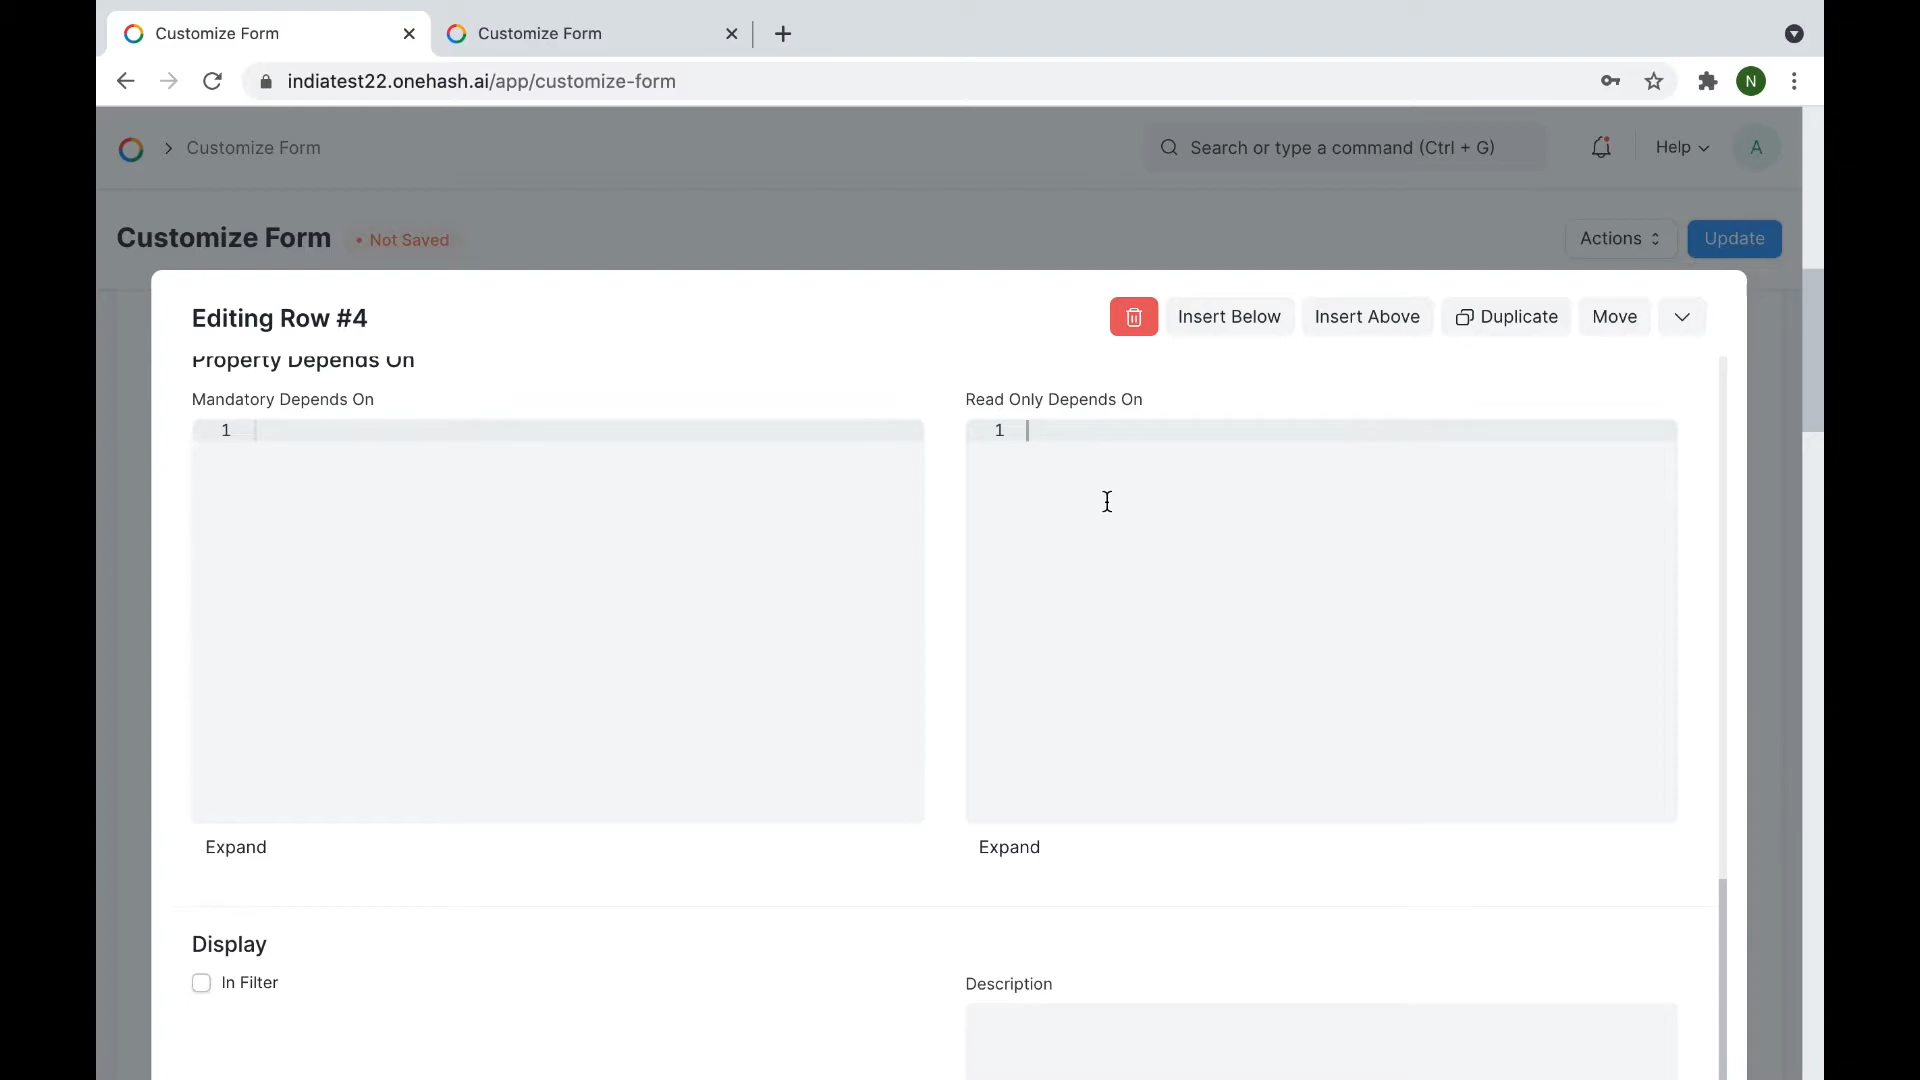 Customize Form
Customize Form
indiatest22.onehash.ai/app/customize-form
N
Customize Form
Search or type a command (Ctrl + G)
Help
A
Customize Form
• Not Saved
Actions
Update
Editing Row #4
Insert Below
Insert Above
Duplicate
Move
Property Depends On
Mandatory Depends On
Read Only Depends On
1
1
Expand
Expand
Display
In Filter
Description